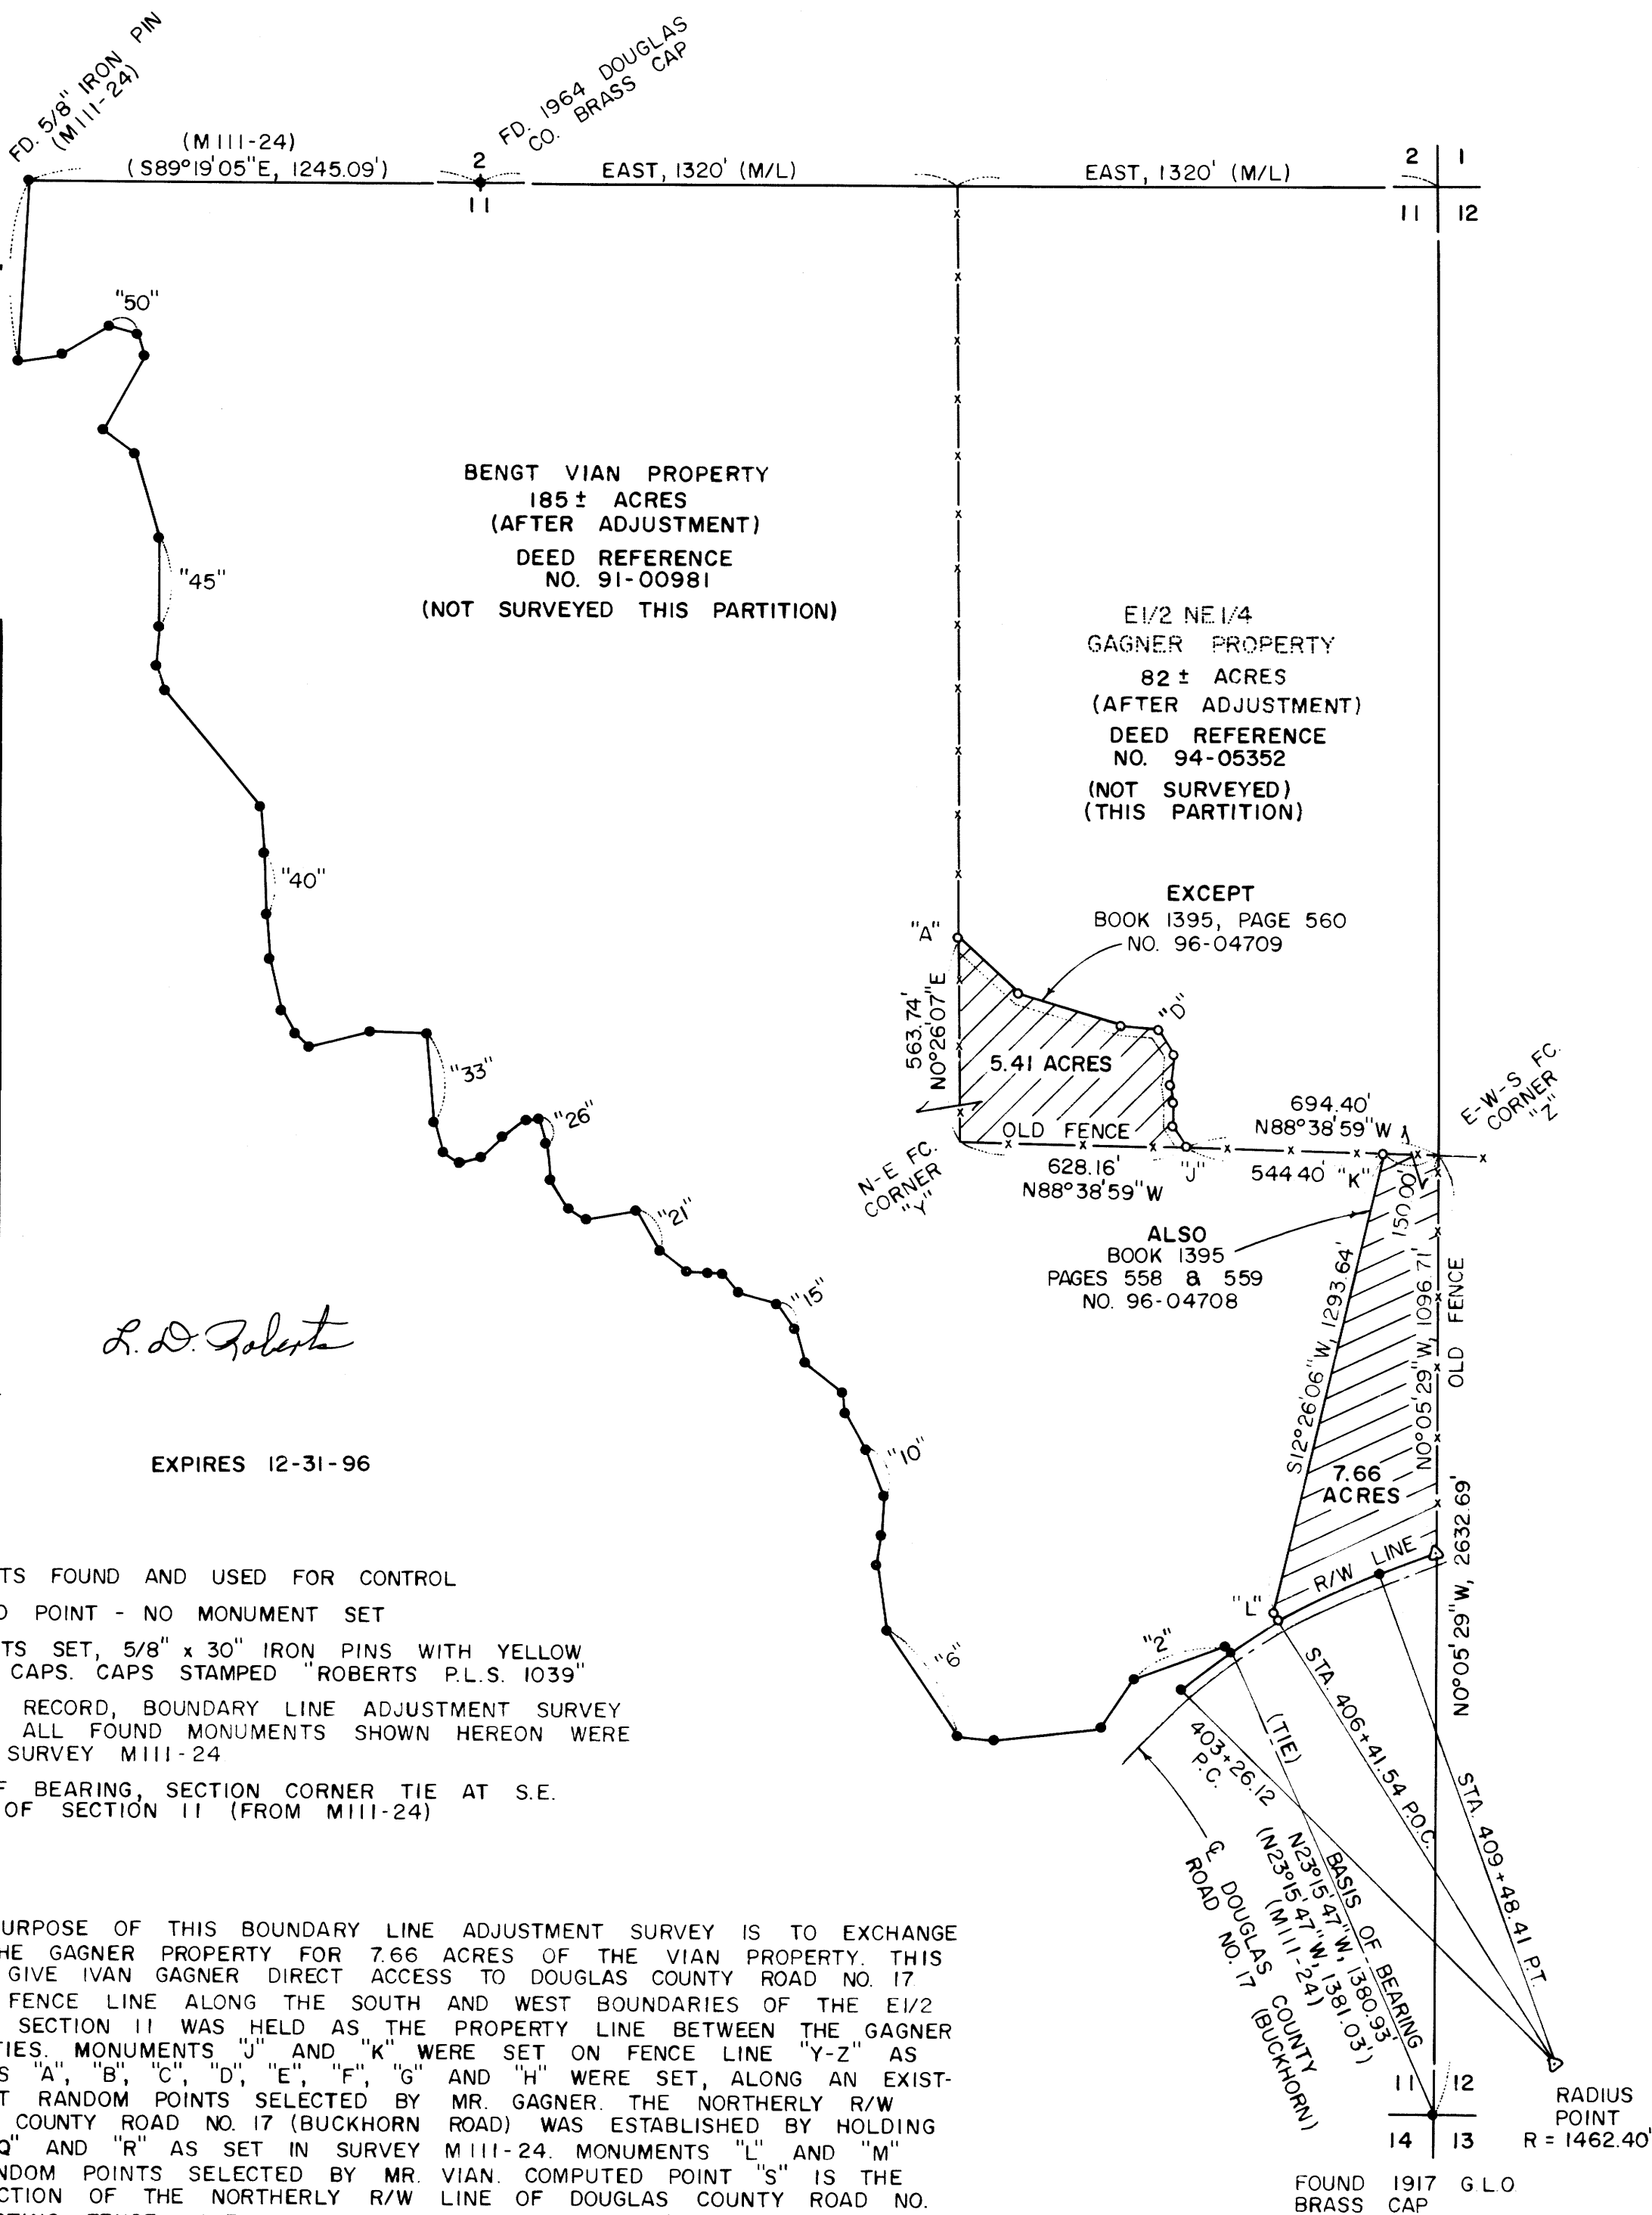 FD. 5/8" IRON PIN
(M111-24)
(M111-24)
(S89°19'05"E, 1245.09')
FD. 1964 DOUGLAS
CO. BRASS CAP
2
11
EAST, 1320' (M/L)
EAST, 1320' (M/L)
2 1
11 12
"50"
"45"
"40"
"33"
"26"
"21"
"15"
"10"
"6"
"2"
BENGT VIAN PROPERTY
185± ACRES
(AFTER ADJUSTMENT)
DEED REFERENCE
NO. 91-00981
(NOT SURVEYED THIS PARTITION)
E1/2 NE1/4
GAGNER PROPERTY
82± ACRES
(AFTER ADJUSTMENT)
DEED REFERENCE
NO. 94-05352
(NOT SURVEYED)
(THIS PARTITION)
EXCEPT
BOOK 1395, PAGE 560
NO. 96-04709
"A"
"D"
563.74'
N0°26'07"E
5.41 ACRES
OLD FENCE
628.16'
N88°38'59"W
N-E FC.
CORNER
"Y"
"J"
694.40'
N88°38'59"W
544.40'
"K"
150.00'
E-W-S FC.
CORNER
"Z"
ALSO
BOOK 1395
PAGES 558 & 559
NO. 96-04708
S12°26'06"W, 1293.64'
N0°05'29"W, 1096.71'
OLD FENCE
7.66
ACRES
R/W LINE
"L"
N0°05'29"W, 2632.69'
STA. 406+41.54 P.O.C.
STA. 409+48.41 P.T.
403+26.12
P.C.
(TIE)
BASIS OF BEARING
N23°15'47"W, 1380.93'
(N23°15'47"W, 1381.03')
(M111-24)
℄ DOUGLAS COUNTY
ROAD NO. 17 (BUCKHORN)
11 12
14 13
RADIUS
POINT
R = 1462.40'
FOUND 1917 G.L.O.
BRASS CAP
L. D. Roberts
EXPIRES 12-31-96
TS FOUND AND USED FOR CONTROL
D POINT - NO MONUMENT SET
TS SET, 5/8" x 30" IRON PINS WITH YELLOW
CAPS. CAPS STAMPED "ROBERTS P.L.S. 1039"
RECORD, BOUNDARY LINE ADJUSTMENT SURVEY
ALL FOUND MONUMENTS SHOWN HEREON WERE
SURVEY M111-24
F BEARING, SECTION CORNER TIE AT S.E.
OF SECTION 11 (FROM M111-24)
URPOSE OF THIS BOUNDARY LINE ADJUSTMENT SURVEY IS TO EXCHANGE
HE GAGNER PROPERTY FOR 7.66 ACRES OF THE VIAN PROPERTY. THIS
GIVE IVAN GAGNER DIRECT ACCESS TO DOUGLAS COUNTY ROAD NO. 17.
FENCE LINE ALONG THE SOUTH AND WEST BOUNDARIES OF THE E1/2
SECTION 11 WAS HELD AS THE PROPERTY LINE BETWEEN THE GAGNER
TIES. MONUMENTS "J" AND "K" WERE SET ON FENCE LINE "Y-Z" AS
S "A", "B", "C", "D", "E", "F", "G" AND "H" WERE SET, ALONG AN EXIST-
T RANDOM POINTS SELECTED BY MR. GAGNER. THE NORTHERLY R/W
COUNTY ROAD NO. 17 (BUCKHORN ROAD) WAS ESTABLISHED BY HOLDING
Q" AND "R" AS SET IN SURVEY M111-24. MONUMENTS "L" AND "M"
NDOM POINTS SELECTED BY MR. VIAN. COMPUTED POINT "S" IS THE
CTION OF THE NORTHERLY R/W LINE OF DOUGLAS COUNTY ROAD NO.